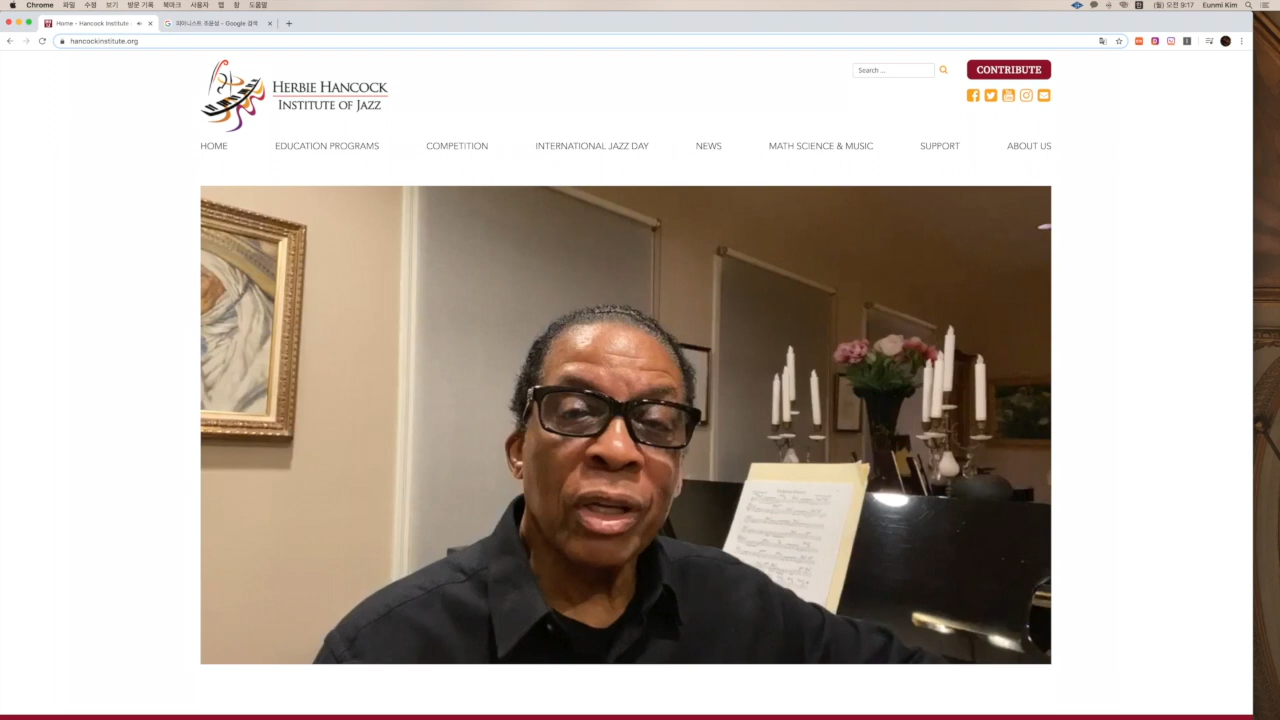 Chrome 파일 수정 보기 방문 기록 북마크 사용자 탭 창 도움말 (월) 오전 9:17 Eunmi Kim
Home - Hancock Institute 피아니스트 조윤성 - Google 검색
hancockinstitute.org
HERBIE HANCOCK
INSTITUTE OF JAZZ
Search ...
CONTRIBUTE
HOME EDUCATION PROGRAMS COMPETITION INTERNATIONAL JAZZ DAY NEWS MATH SCIENCE & MUSIC SUPPORT ABOUT US